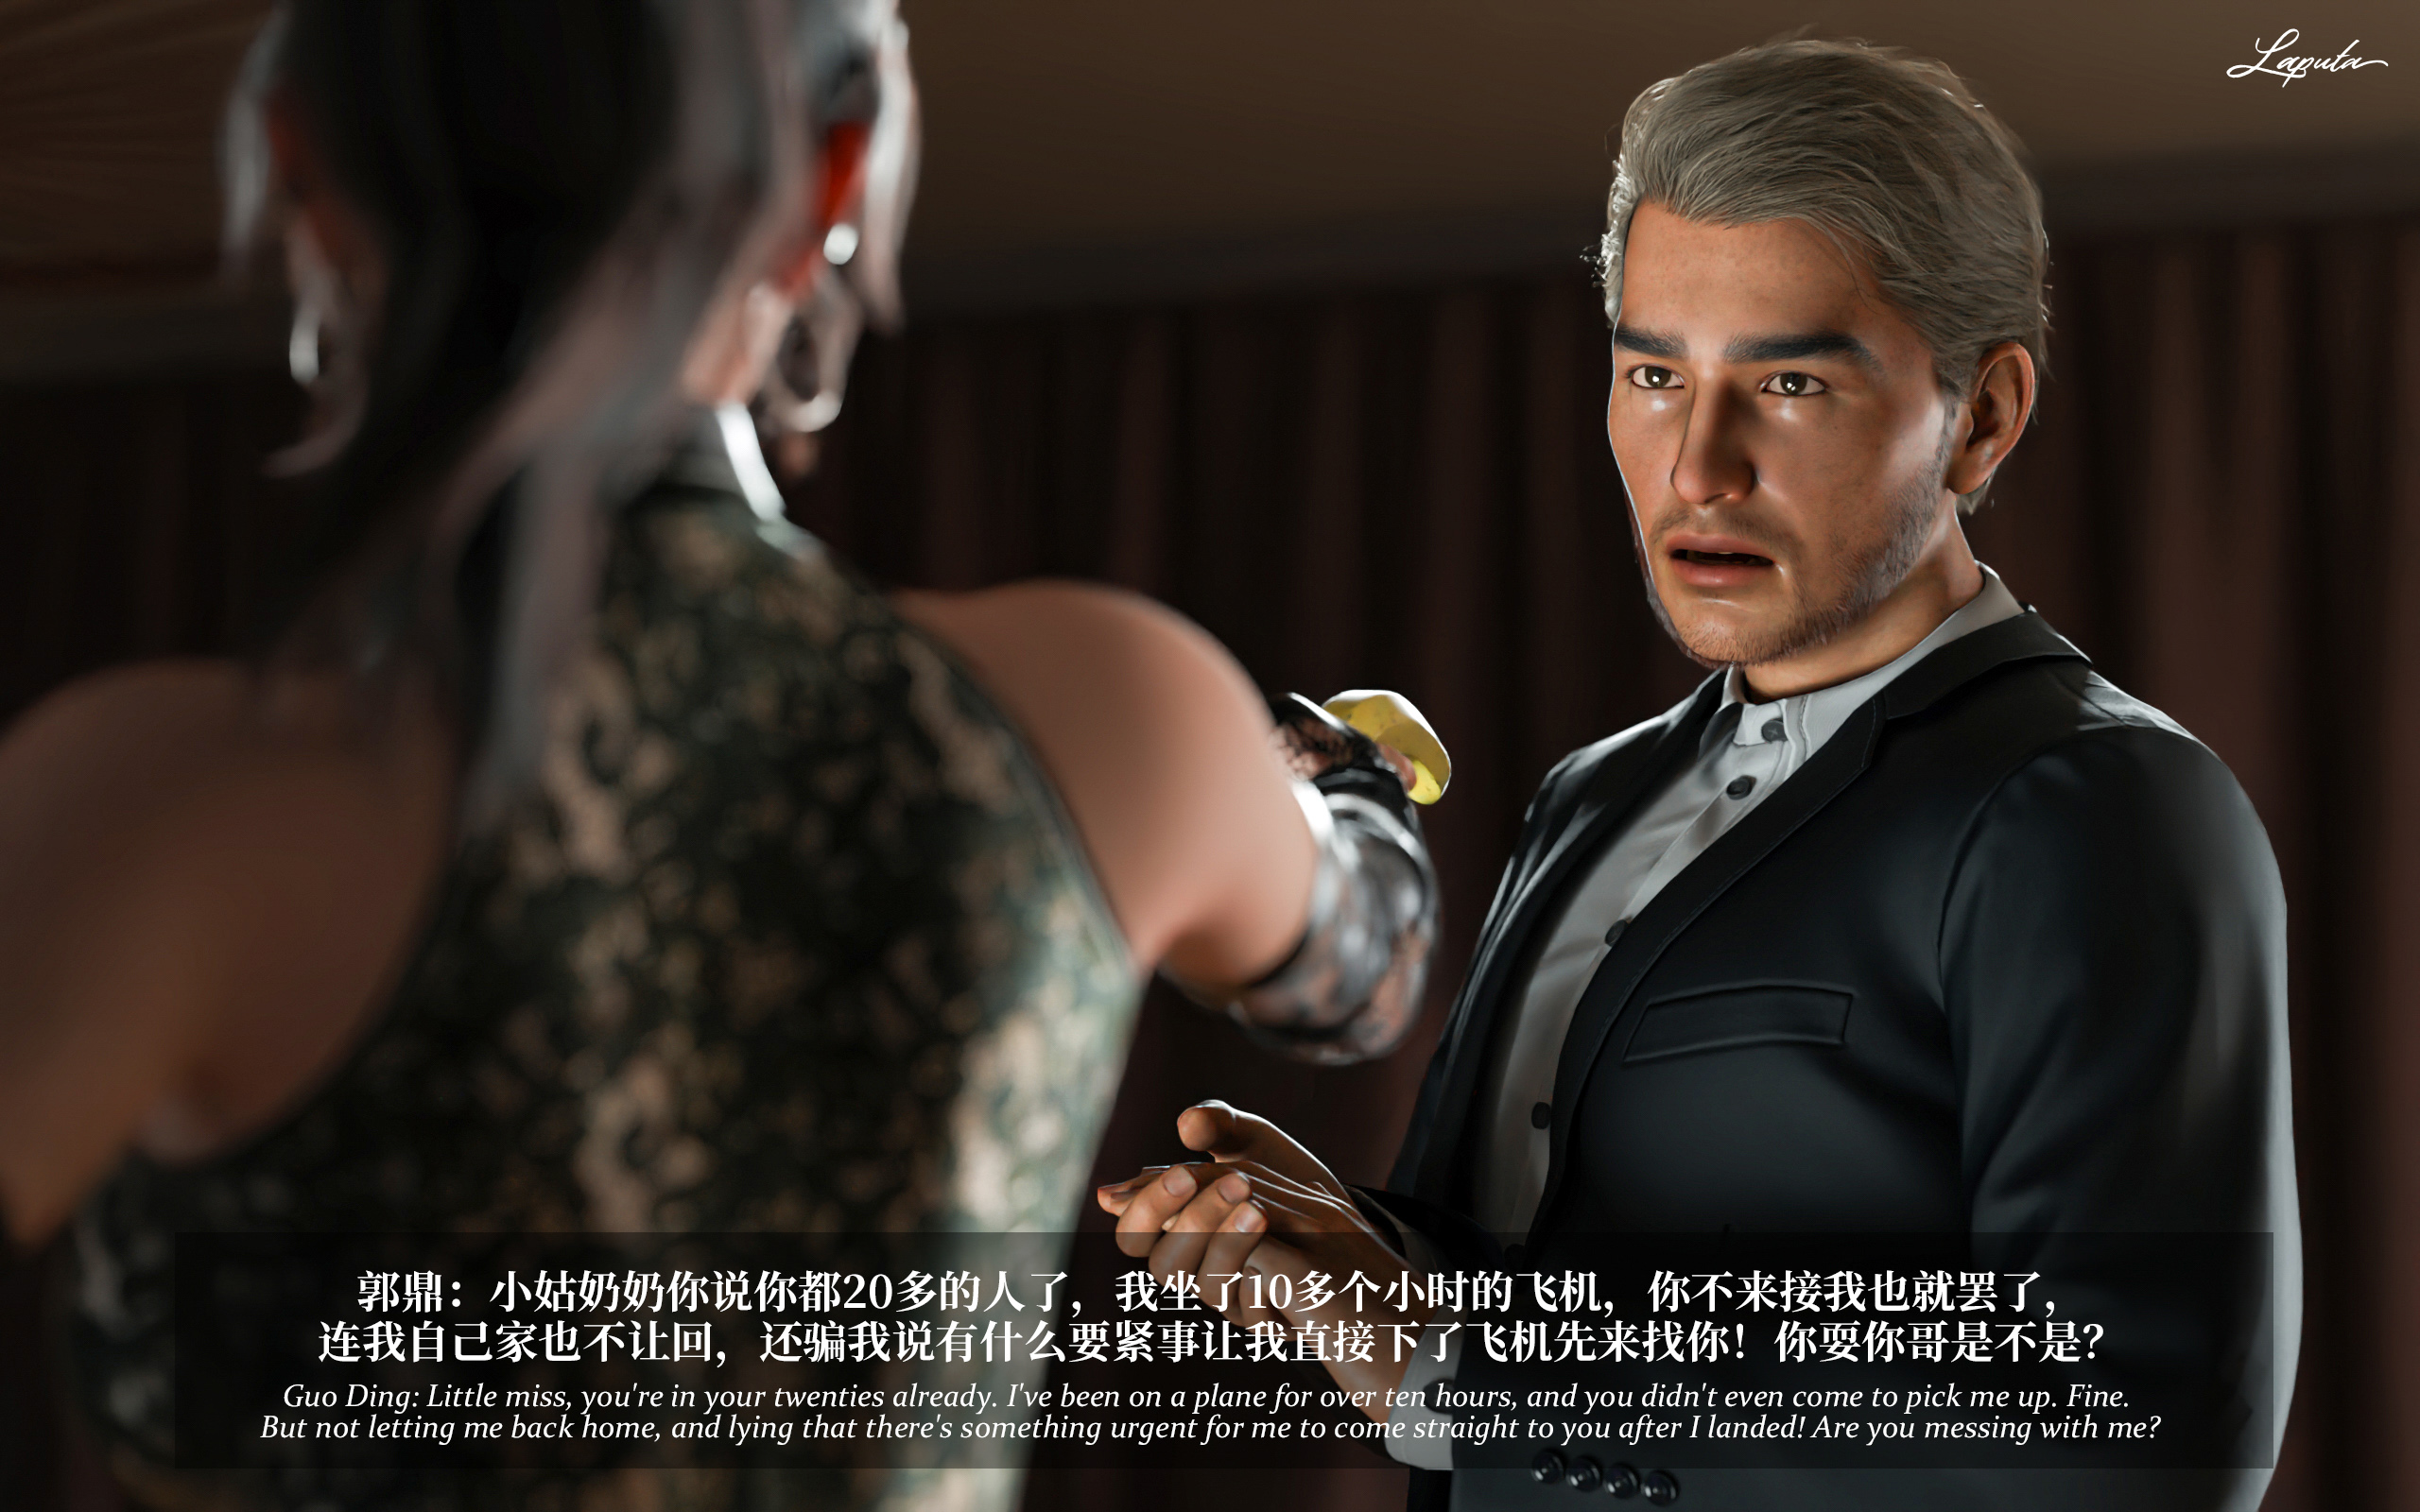 Laputa
郭鼎：小姑奶奶你说你都20多的人了，我坐了10多个小时的飞机，你不来接我也就罢了，
连我自己家也不让回，还骗我说有什么要紧事让我直接下了飞机先来找你！你耍你哥是不是？
Guo Ding: Little miss, you're in your twenties already. I've been on a plane for over ten hours, and you didn't even come to pick me up. Fine.
But not letting me back home, and lying that there's something urgent for me to come straight to you after I landed! Are you messing with me?